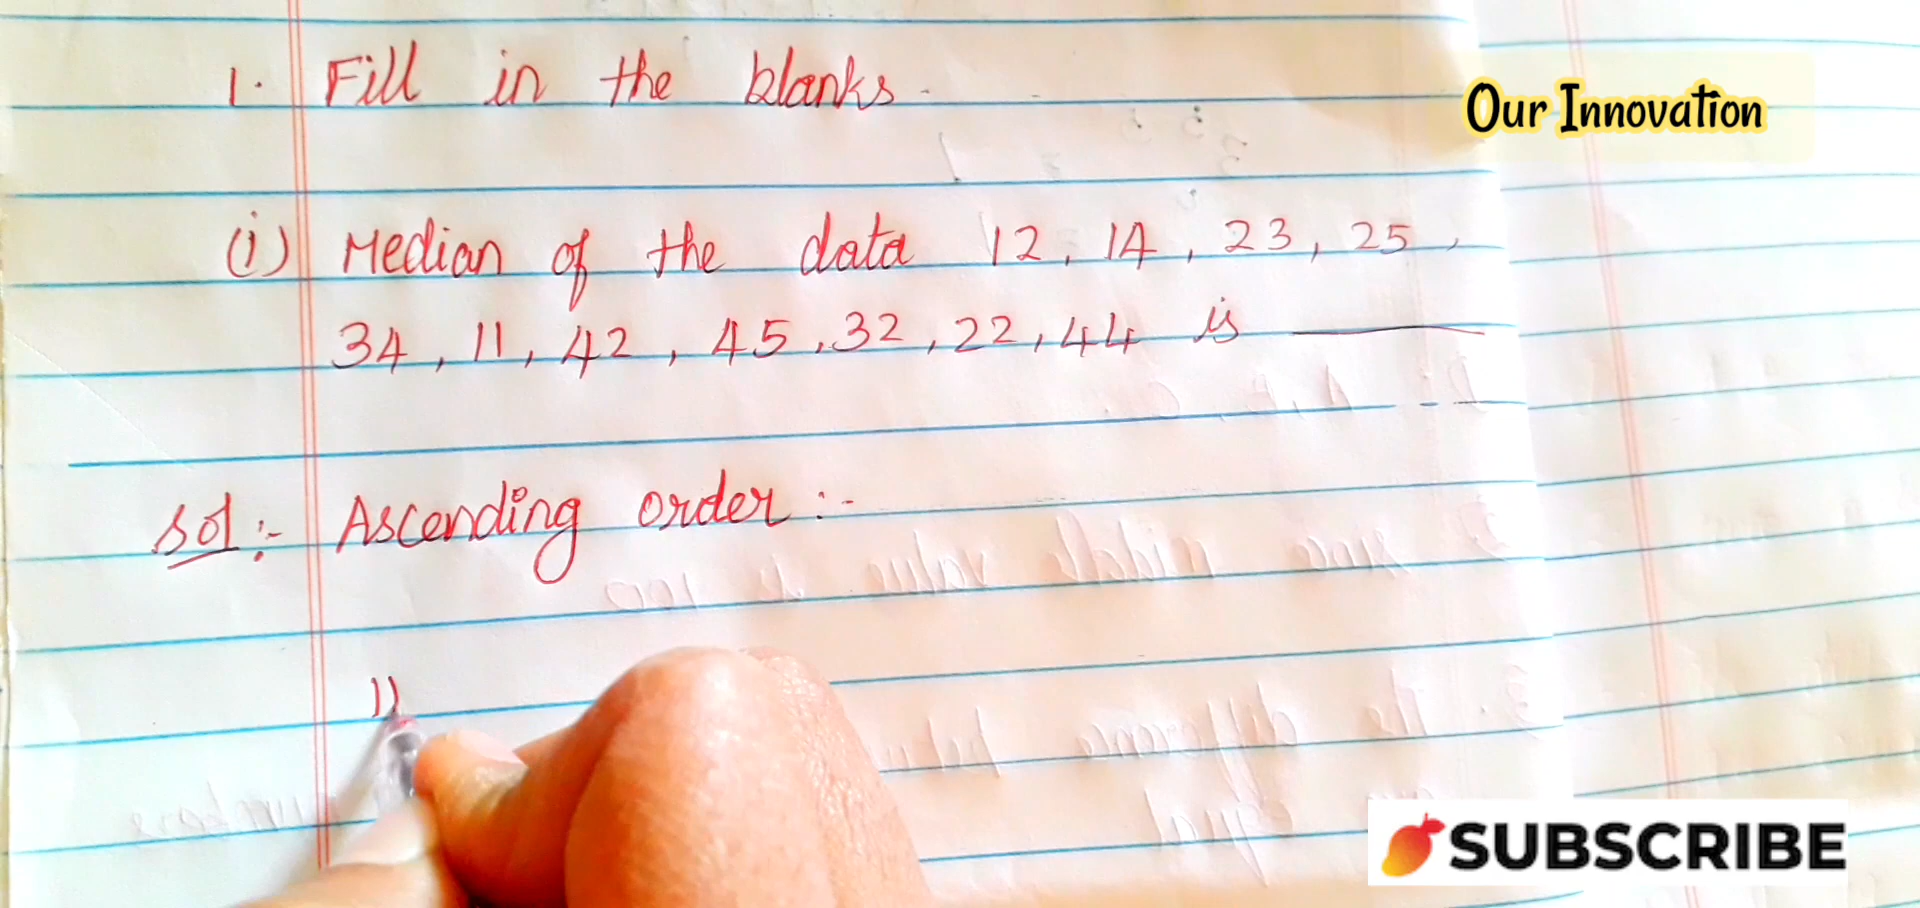 1. Fill in the blanks.
Our Innovation
(i) Median of the data 12, 14, 23, 25,
34, 11, 42, 45, 32, 22, 44 is ______
Sol:- Ascending order :-
11
SUBSCRIBE